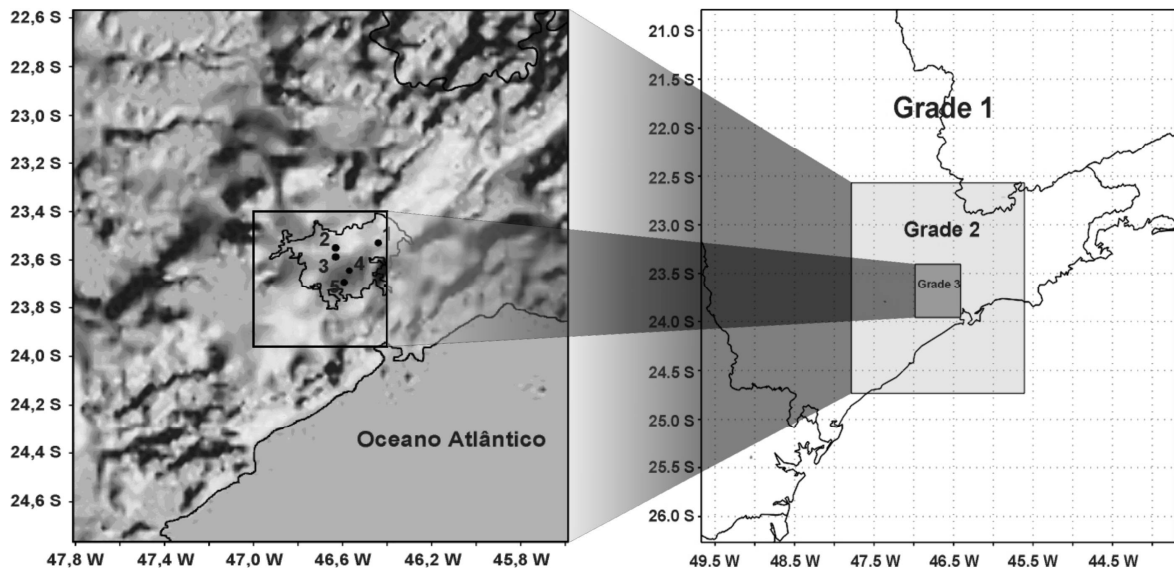 22,6S
22,8 S
23,0 S
23,2 S
23,4 S
23,6 S
23,8 S
24,0 S
24,2 S
24,4 S
24,6 S
47,8 W
47,4 W
47,0 W
46,6 W
46,2 W
45,8 W
1
2
3
4
5
Oceano Atlântico
21.0 S
21.5 S
22.0 S
22.5 S
23.0 S
23.5 S
24.0 S
24.5 S
25.0 S
25.5 S
26.0 S
49.5 W
48.5 W
47.5 W
46.5 W
45.5 W
44.5 W
Grade 1
Grade 2
Grade 3